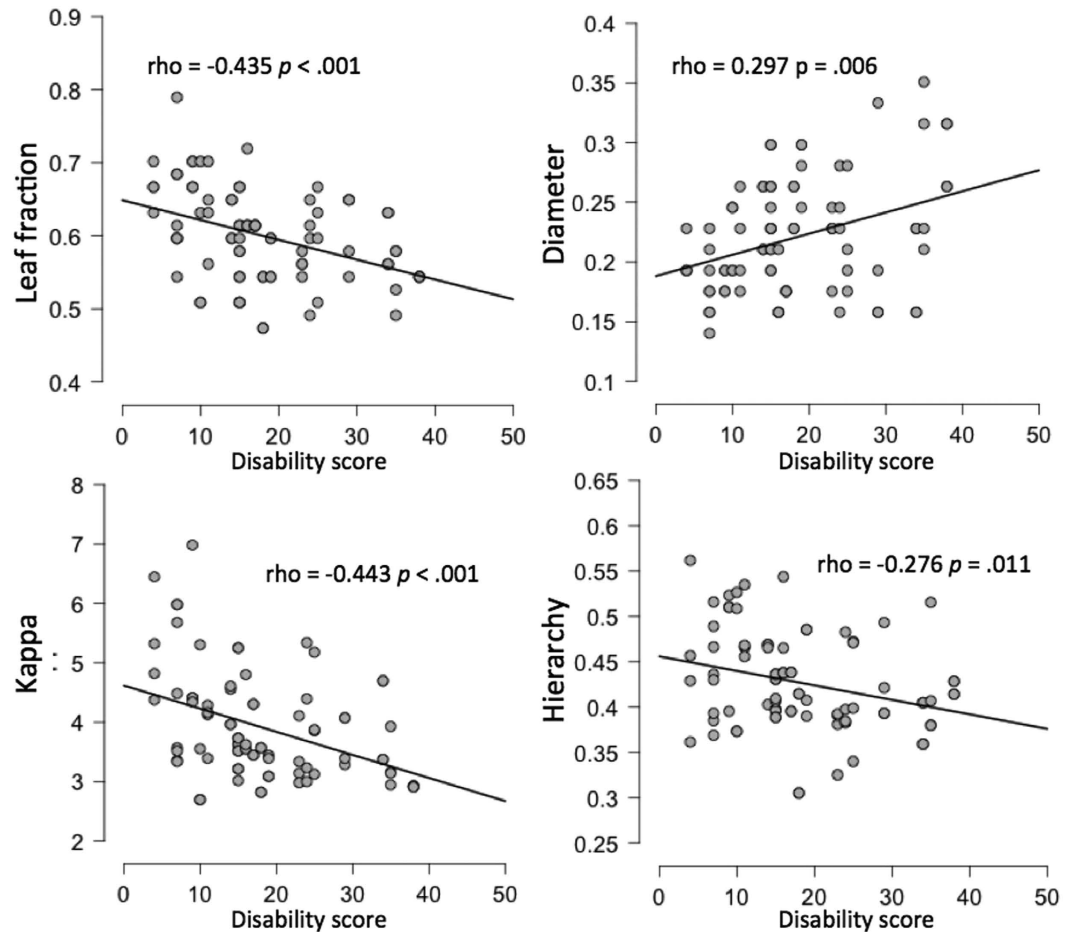 0.9
0.8
0.7
0.6
0.5
0.4
Leaf fraction
rho = -0.435 p < .001
0 10 20 30 40 50
Disability score
0.4
0.35
0.3
0.25
0.2
0.15
0.1
Diameter
rho = 0.297 p = .006
0 10 20 30 40 50
Disability score
8
7
6
5
4
3
2
Kappa
rho = -0.443 p < .001
0 10 20 30 40 50
Disability score
0.65
0.6
0.55
0.5
0.45
0.4
0.35
0.3
0.25
Hierarchy
rho = -0.276 p = .011
0 10 20 30 40 50
Disability score